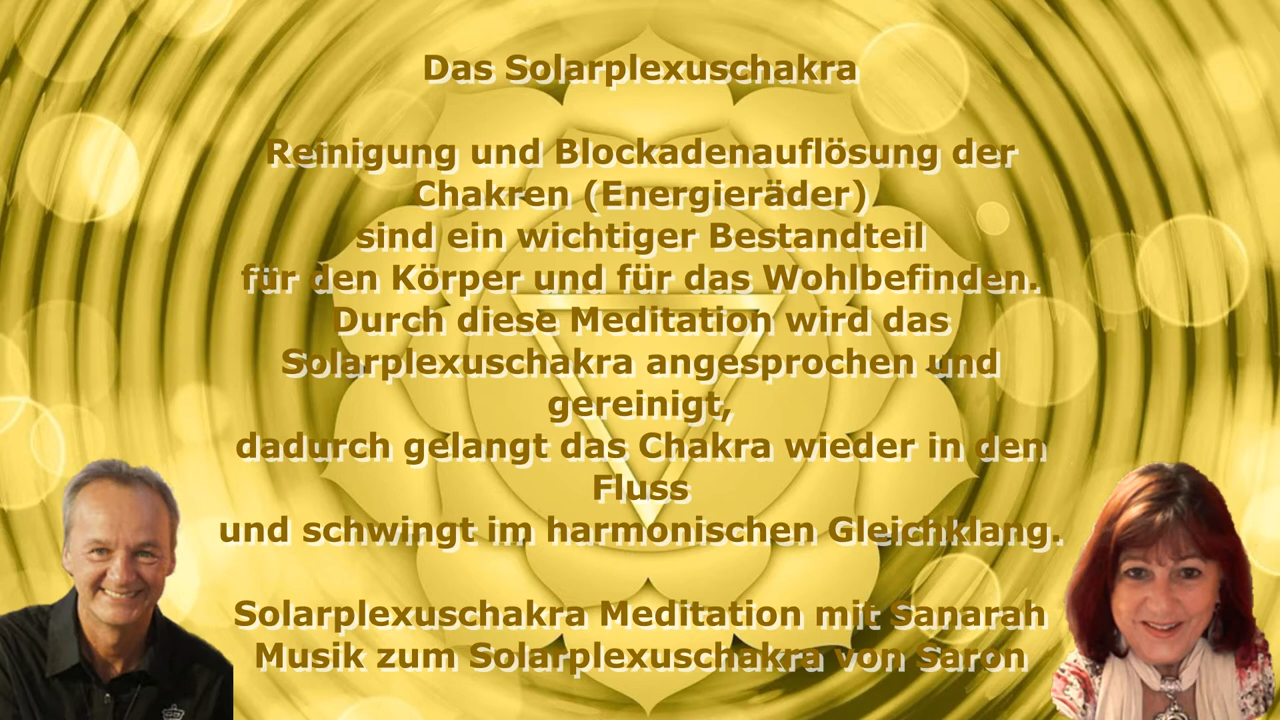 Das Solarplexuschakra
Reinigung und Blockadenauflösung der
Chakren (Energieräder)
sind ein wichtiger Bestandteil
für den Körper und für das Wohlbefinden.
Durch diese Meditation wird das
Solarplexuschakra angesprochen und
gereinigt,
dadurch gelangt das Chakra wieder in den
Fluss
und schwingt im harmonischen Gleichklang.
Solarplexuschakra Meditation mit Sanarah
Musik zum Solarplexuschakra von Saron